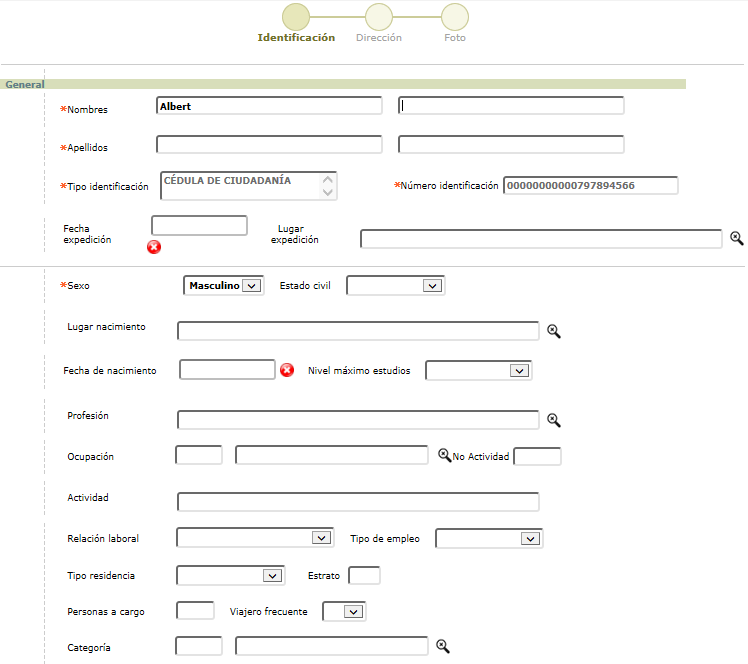 Identificación Dirección Foto
General
*Nombres Albert
*Apellidos
*Tipo identificación CÉDULA DE CIUDADANÍA *Número identificación 00000000000797894566
Fecha expedición Lugar expedición
*Sexo Masculino Estado civil
Lugar nacimiento
Fecha de nacimiento Nivel máximo estudios
Profesión
Ocupación No Actividad
Actividad
Relación laboral Tipo de empleo
Tipo residencia Estrato
Personas a cargo Viajero frecuente
Categoría